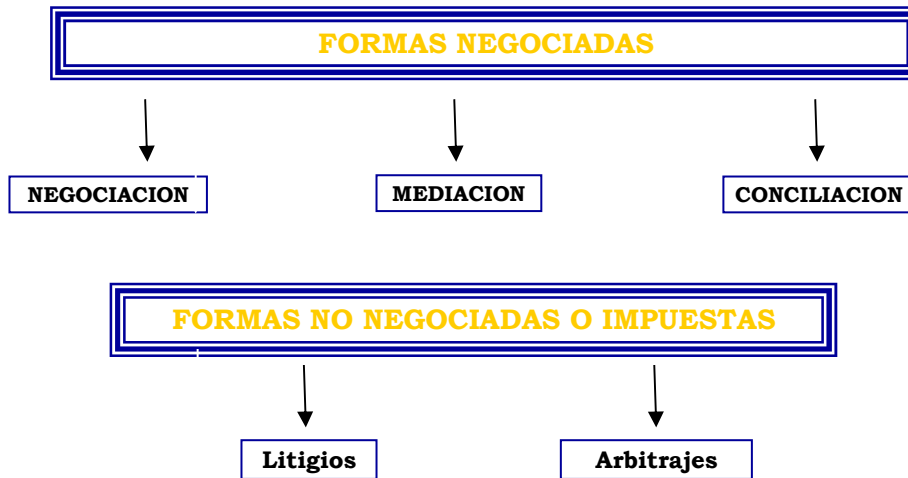 FORMAS NEGOCIADAS
NEGOCIACION
MEDIACION
CONCILIACION
FORMAS NO NEGOCIADAS O IMPUESTAS
Litigios
Arbitrajes